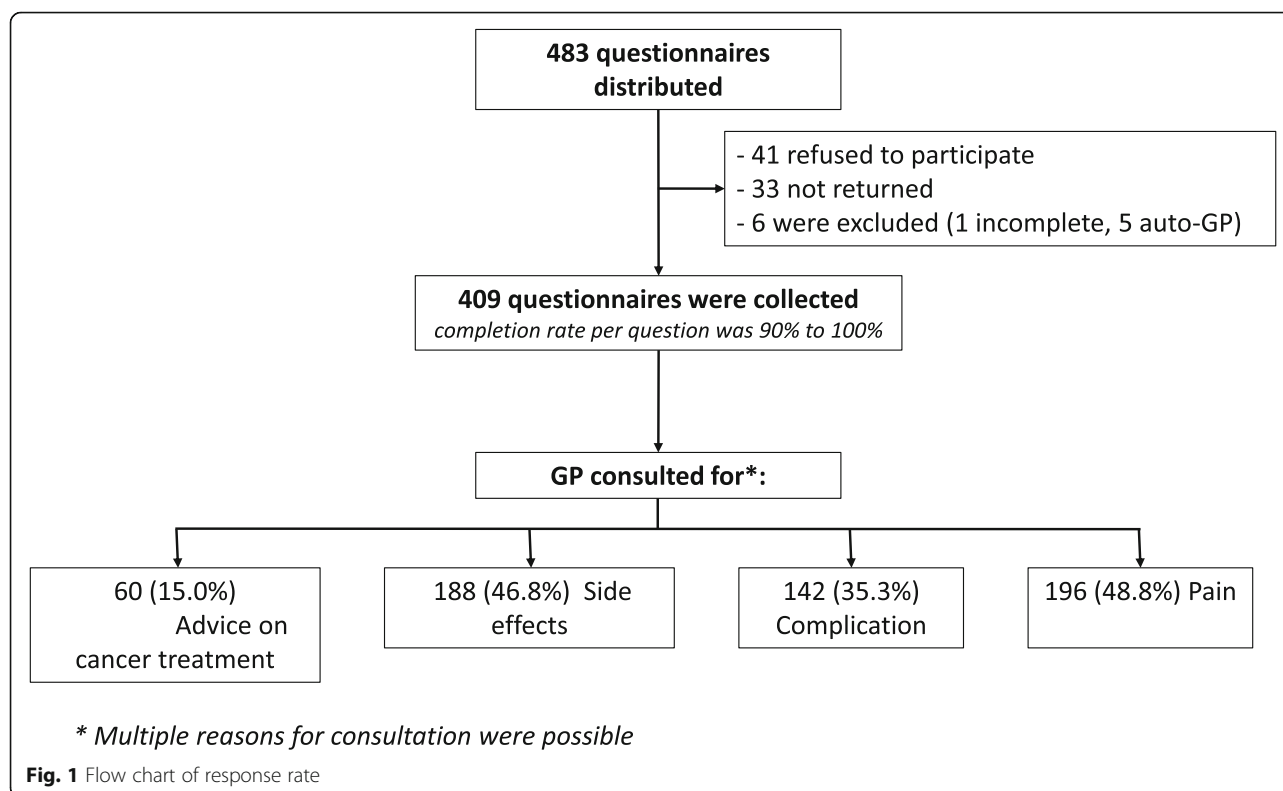 483 questionnaires
distributed
- 41 refused to participate
- 33 not returned
- 6 were excluded (1 incomplete, 5 auto-GP)
409 questionnaires were collected
completion rate per question was 90% to 100%
GP consulted for*:
60 (15.0%)
Advice on
cancer treatment
188 (46.8%) Side
effects
142 (35.3%)
Complication
196 (48.8%) Pain
* Multiple reasons for consultation were possible
Fig. 1 Flow chart of response rate